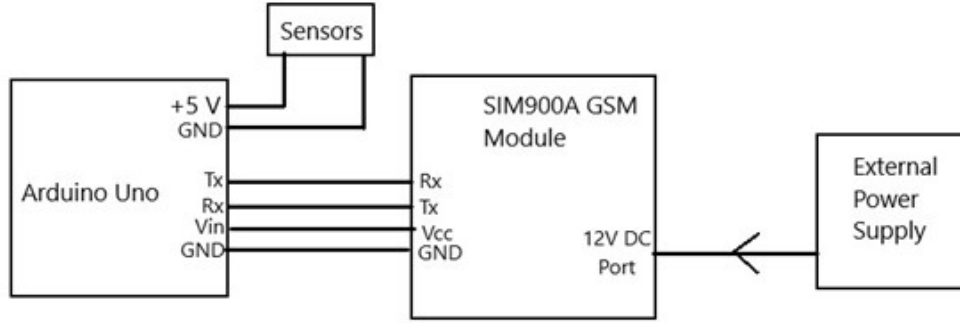 Sensors
+5 V
GND
Arduino Uno
Tx
Rx
Vin
GND
SIM900A GSM
Module
Rx
Tx
Vcc
GND
12V DC
Port
External
Power
Supply